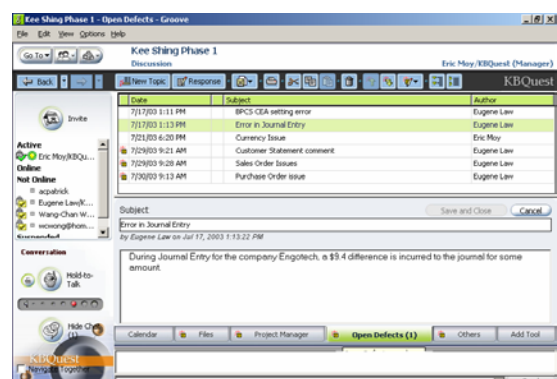 Kee Shing Phase 1 - Open Defects - Groove
File Edit View Options Help
Go To
Kee Shing Phase 1
Discussion
Eric Moy/KBQuest (Manager)
Back
New Topic Response
KBQuest
Date Subject Author
7/17/03 1:11 PM BPCS CEA setting error Eugene Law
7/17/03 1:13 PM Error in Journal Entry Eugene Law
7/21/03 6:20 PM Currency Issue Eric Moy
7/29/03 9:21 AM Customer Statement comment Eugene Law
7/29/03 9:28 AM Sales Order Issues Eugene Law
7/30/03 9:13 AM Purchase Order issue Eugene Law
Invite
Active
Eric Moy/KBQu...
Online
Not Online
acpatrick
Eugene Law/K...
Wang-Chan W...
wcwong@hom...
Suspended
Conversation
Hold-to-
Talk
Hide Ch
(1)
KBQuest
Navigate Together
Subject
Save and Close Cancel
Error in Journal Entry
by Eugene Law on Jul 17, 2003 1:13:22 PM
During Journal Entry for the company Engotech, a $9.4 difference is incurred to the journal for some
amount
Calendar Files Project Manager Open Defects (1) Others Add Tool